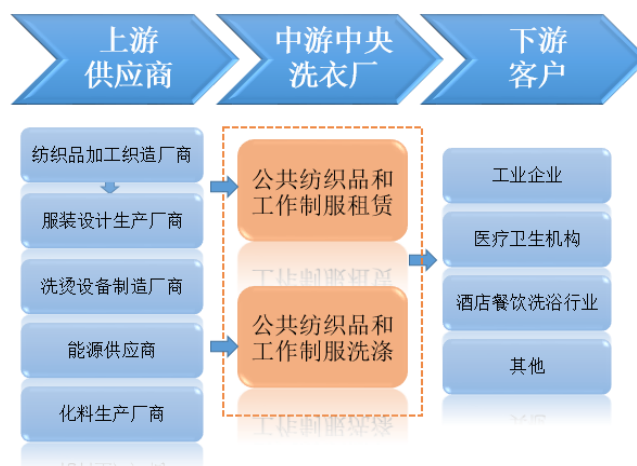 上游
供应商
中游中央
洗衣厂
下游
客户
纺织品加工织造厂商
服装设计生产厂商
洗烫设备制造厂商
能源供应商
化料生产厂商
公共纺织品和
工作制服租赁
公共纺织品和
工作制服洗涤
工业企业
医疗卫生机构
酒店餐饮洗浴行业
其他